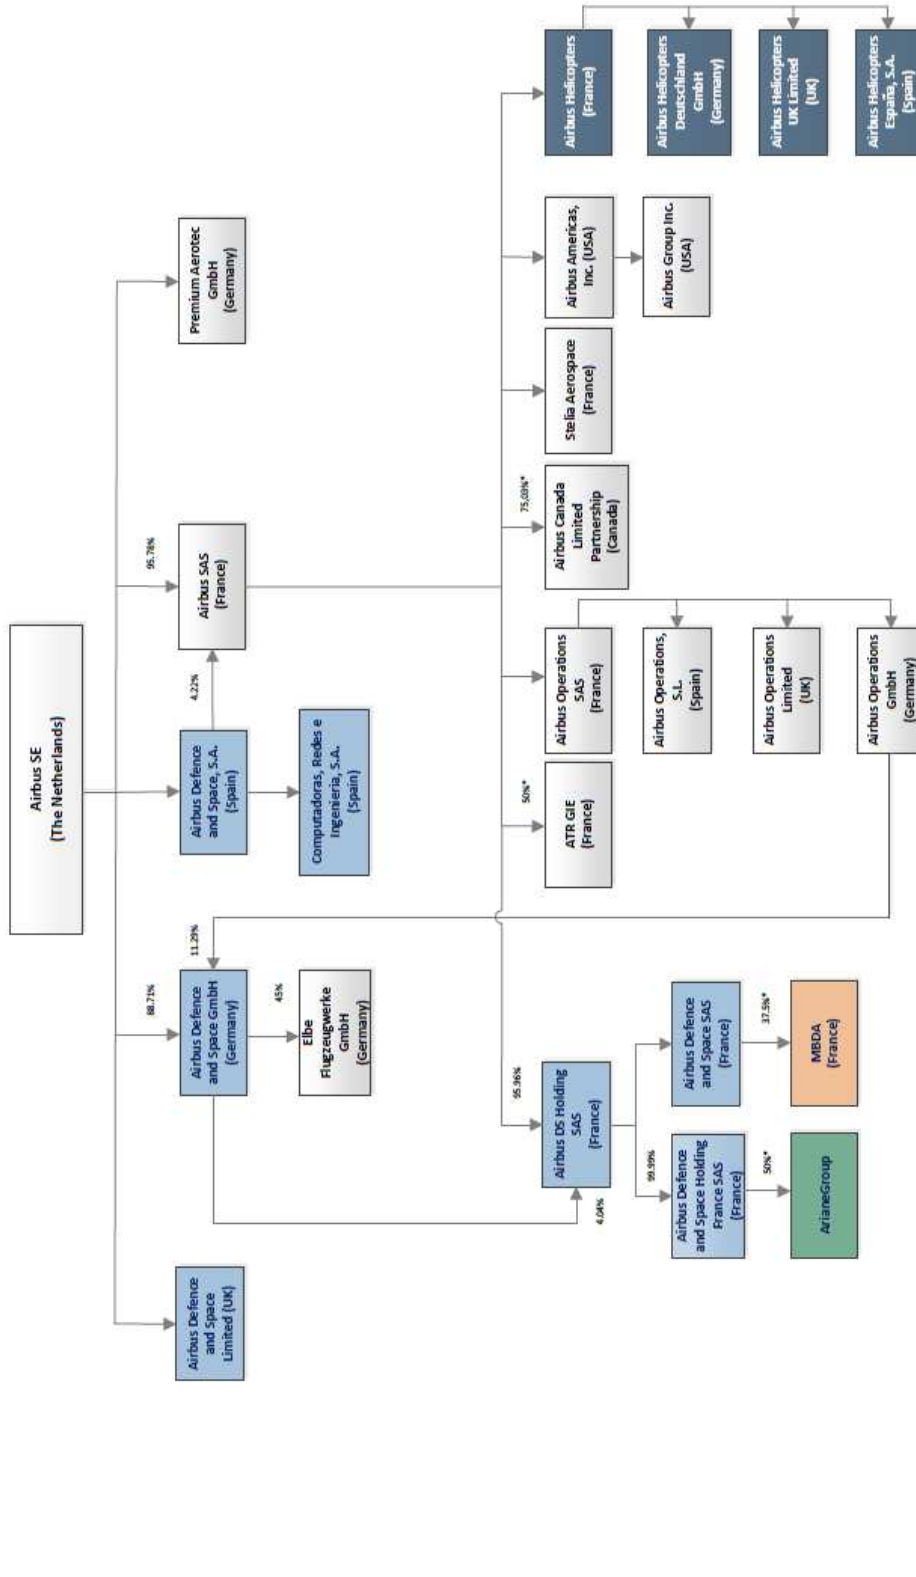 Airbus SE
(The Netherlands)
88.71%
95.78%
Airbus Defence
and Space
Limited (UK)
Airbus Defence
and Space GmbH
(Germany)
11.29%
Airbus Defence
and Space, S.A.
(Spain)
4.22%
Airbus SAS
(France)
Premium Aerotec
GmbH
(Germany)
45%
Elbe
Flugzeugwerke
GmbH
(Germany)
Computadoras, Redes e
Ingenieria, S.A.
(Spain)
95.96%
50%*
75,03%*
4.04%
Airbus DS Holding
SAS
(France)
ATR GIE
(France)
Airbus Operations
SAS
(France)
Airbus Canada
Limited
Partnership
(Canada)
Stelia Aerospace
(France)
Airbus Americas,
Inc. (USA)
Airbus Helicopters
(France)
99.99%
Airbus Defence
and Space Holding
France SAS
(France)
Airbus Defence
and Space SAS
(France)
Airbus Operations,
S.L.
(Spain)
Airbus Group Inc.
(USA)
Airbus Helicopters
Deutschland
GmbH
(Germany)
50%*
37.5%*
ArianeGroup
MBDA
(France)
Airbus Operations
Limited
(UK)
Airbus Helicopters
UK Limited
(UK)
Airbus Operations
GmbH
(Germany)
Airbus Helicopters
España, S.A.
(Spain)